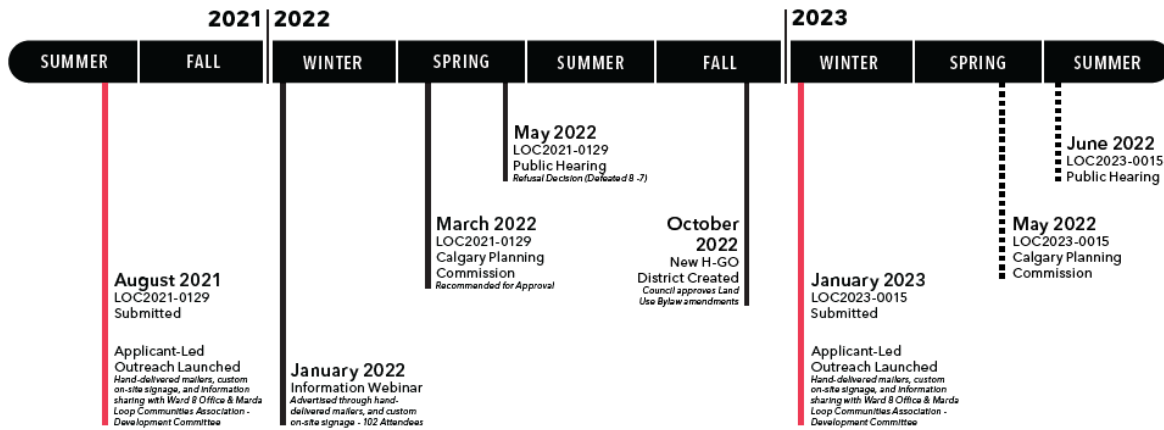 2021 2022 2023
SUMMER FALL WINTER SPRING SUMMER FALL WINTER SPRING SUMMER
August 2021
LOC2021-0129
Submitted
Applicant-Led
Outreach Launched
Hand-delivered mailers, custom
on-site signage, and information
sharing with Ward 8 Office & Marda
Loop Communities Association -
Development Committee
January 2022
Information Webinar
Advertised through hand-
delivered mailers, and custom
on-site signage - 102 Attendees
March 2022
LOC2021-0129
Calgary Planning
Commission
Recommended for Approval
May 2022
LOC2021-0129
Public Hearing
Refusal Decision (Defeated 8 -7)
October
2022
New H-GO
District Created
Council approves Land
Use Bylaw amendments
January 2023
LOC2023-0015
Submitted
Applicant-Led
Outreach Launched
Hand-delivered mailers, custom
on-site signage, and information
sharing with Ward 8 Office & Marda
Loop Communities Association -
Development Committee
May 2022
LOC2023-0015
Calgary Planning
Commission
June 2022
LOC2023-0015
Public Hearing